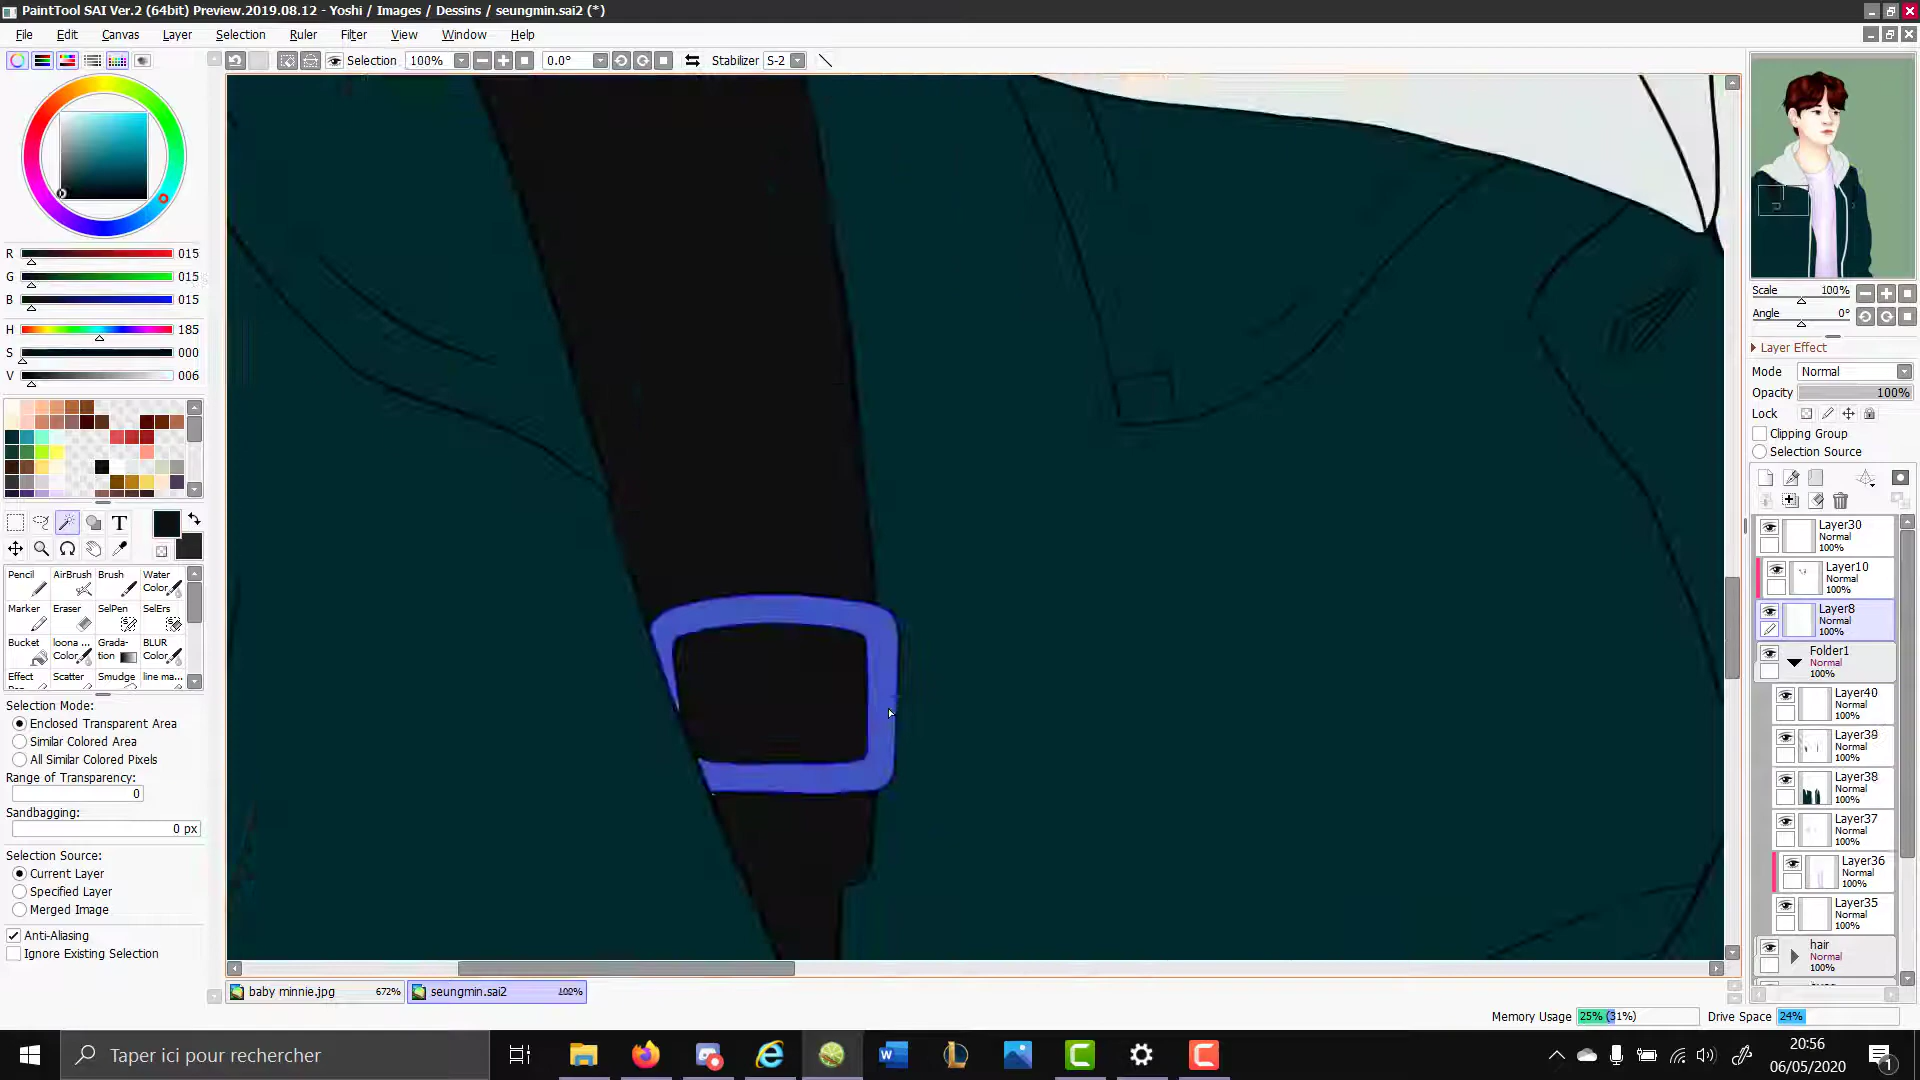 PaintTool SAI Ver.2 (64bit) Preview.2019.08.12 - Yoshi / Images / Dessins / seungmin.sai2 (*)
File Edit Canvas Layer Selection Ruler Filter View Window Help
Selection 100% 0.0° Stabilizer S-2
R 015
G 015
B 015
H 185
S 000
V 006
T
Pencil AirBrush Brush Water Color
Marker Eraser SelPen SelErs
Bucket loona ... Color Grada-tion BLUR Color
Effect Pen Scatter Smudge line ma...
Selection Mode:
Enclosed Transparent Area
Similar Colored Area
All Similar Colored Pixels
Range of Transparency:
0
Sandbagging:
0 px
Selection Source:
Current Layer
Specified Layer
Merged Image
Anti-Aliasing
Ignore Existing Selection
baby minnie.jpg 672% seungmin.sai2 100%
Scale 100%
Angle 0°
Layer Effect
Mode Normal
Opacity 100%
Lock
Clipping Group
Selection Source
Layer30
Normal
100%
Layer10
Normal
100%
Layer8
Normal
100%
Folder1
Normal
100%
Layer40
Normal
100%
Layer39
Normal
100%
Layer38
Normal
100%
Layer37
Normal
100%
Layer36
Normal
100%
Layer35
Normal
100%
hair
Normal
100%
Memory Usage 25% (31%) Drive Space 24%
Taper ici pour rechercher
20:56
06/05/2020
1